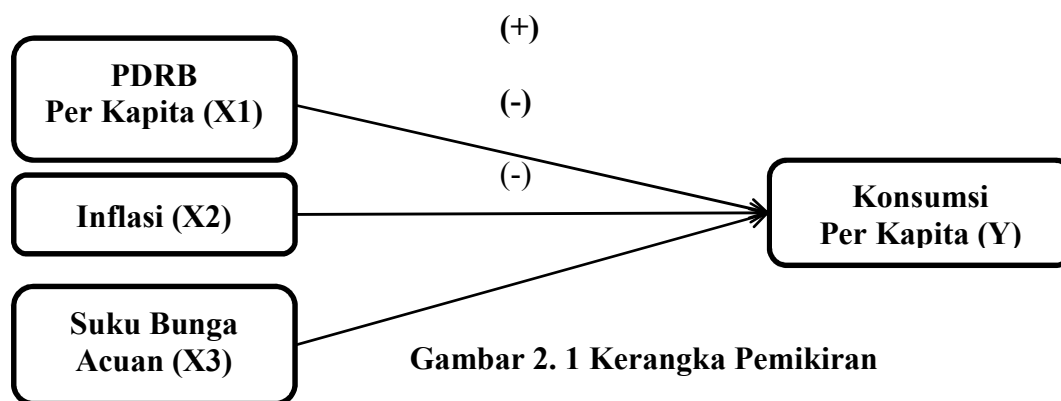 (+)
PDRB
Per Kapita (X1)
(-)
(-)
Inflasi (X2)
Konsumsi
Per Kapita (Y)
Suku Bunga
Acuan (X3)
Gambar 2. 1 Kerangka Pemikiran